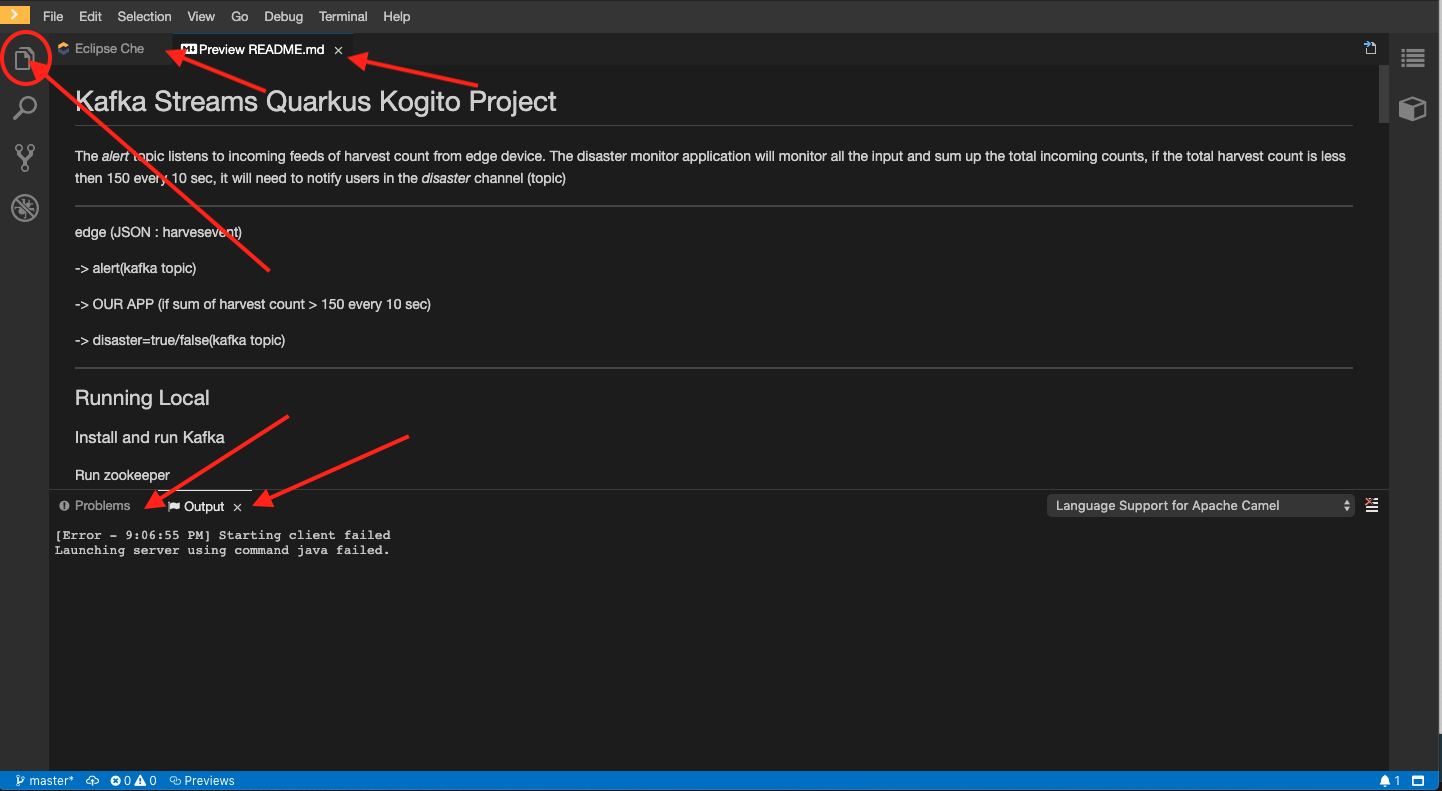 File Edit Selection View Go Debug Terminal Help
Eclipse Che
Preview README.md
Kafka Streams Quarkus Kogito Project
The alert topic listens to incoming feeds of harvest count from edge device. The disaster monitor application will monitor all the input and sum up the total incoming counts, if the total harvest count is less
then 150 every 10 sec, it will need to notify users in the disaster channel (topic)
edge (JSON : harvesevent)
-> alert(kafka topic)
-> OUR APP (if sum of harvest count > 150 every 10 sec)
-> disaster=true/false(kafka topic)
Running Local
Install and run Kafka
Run zookeeper
Problems
Output
Language Support for Apache Camel
[Error - 9:06:55 PM] Starting client failed
Launching server using command java failed.
master* 0 0 Previews 1